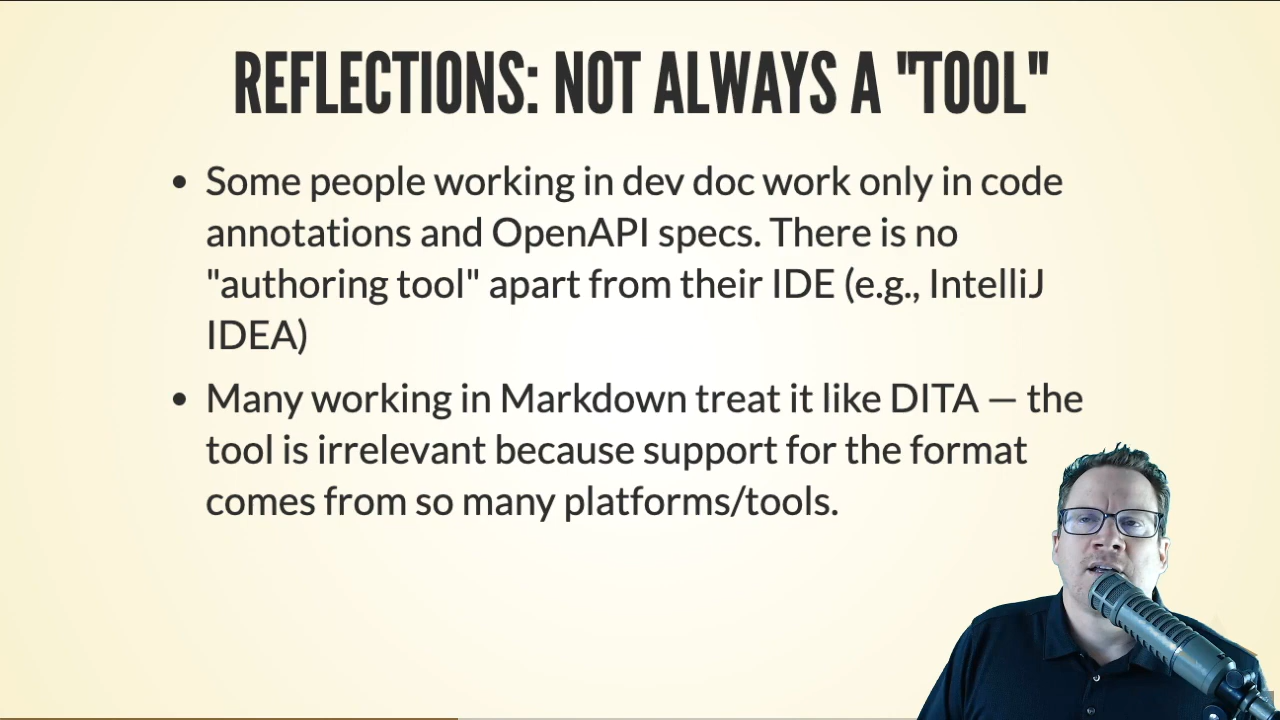 REFLECTIONS: NOT ALWAYS A "TOOL"
• Some people working in dev doc work only in code
annotations and OpenAPI specs. There is no
"authoring tool" apart from their IDE (e.g., IntelliJ
IDEA)
• Many working in Markdown treat it like DITA — the
tool is irrelevant because support for the format
comes from so many platforms/tools.